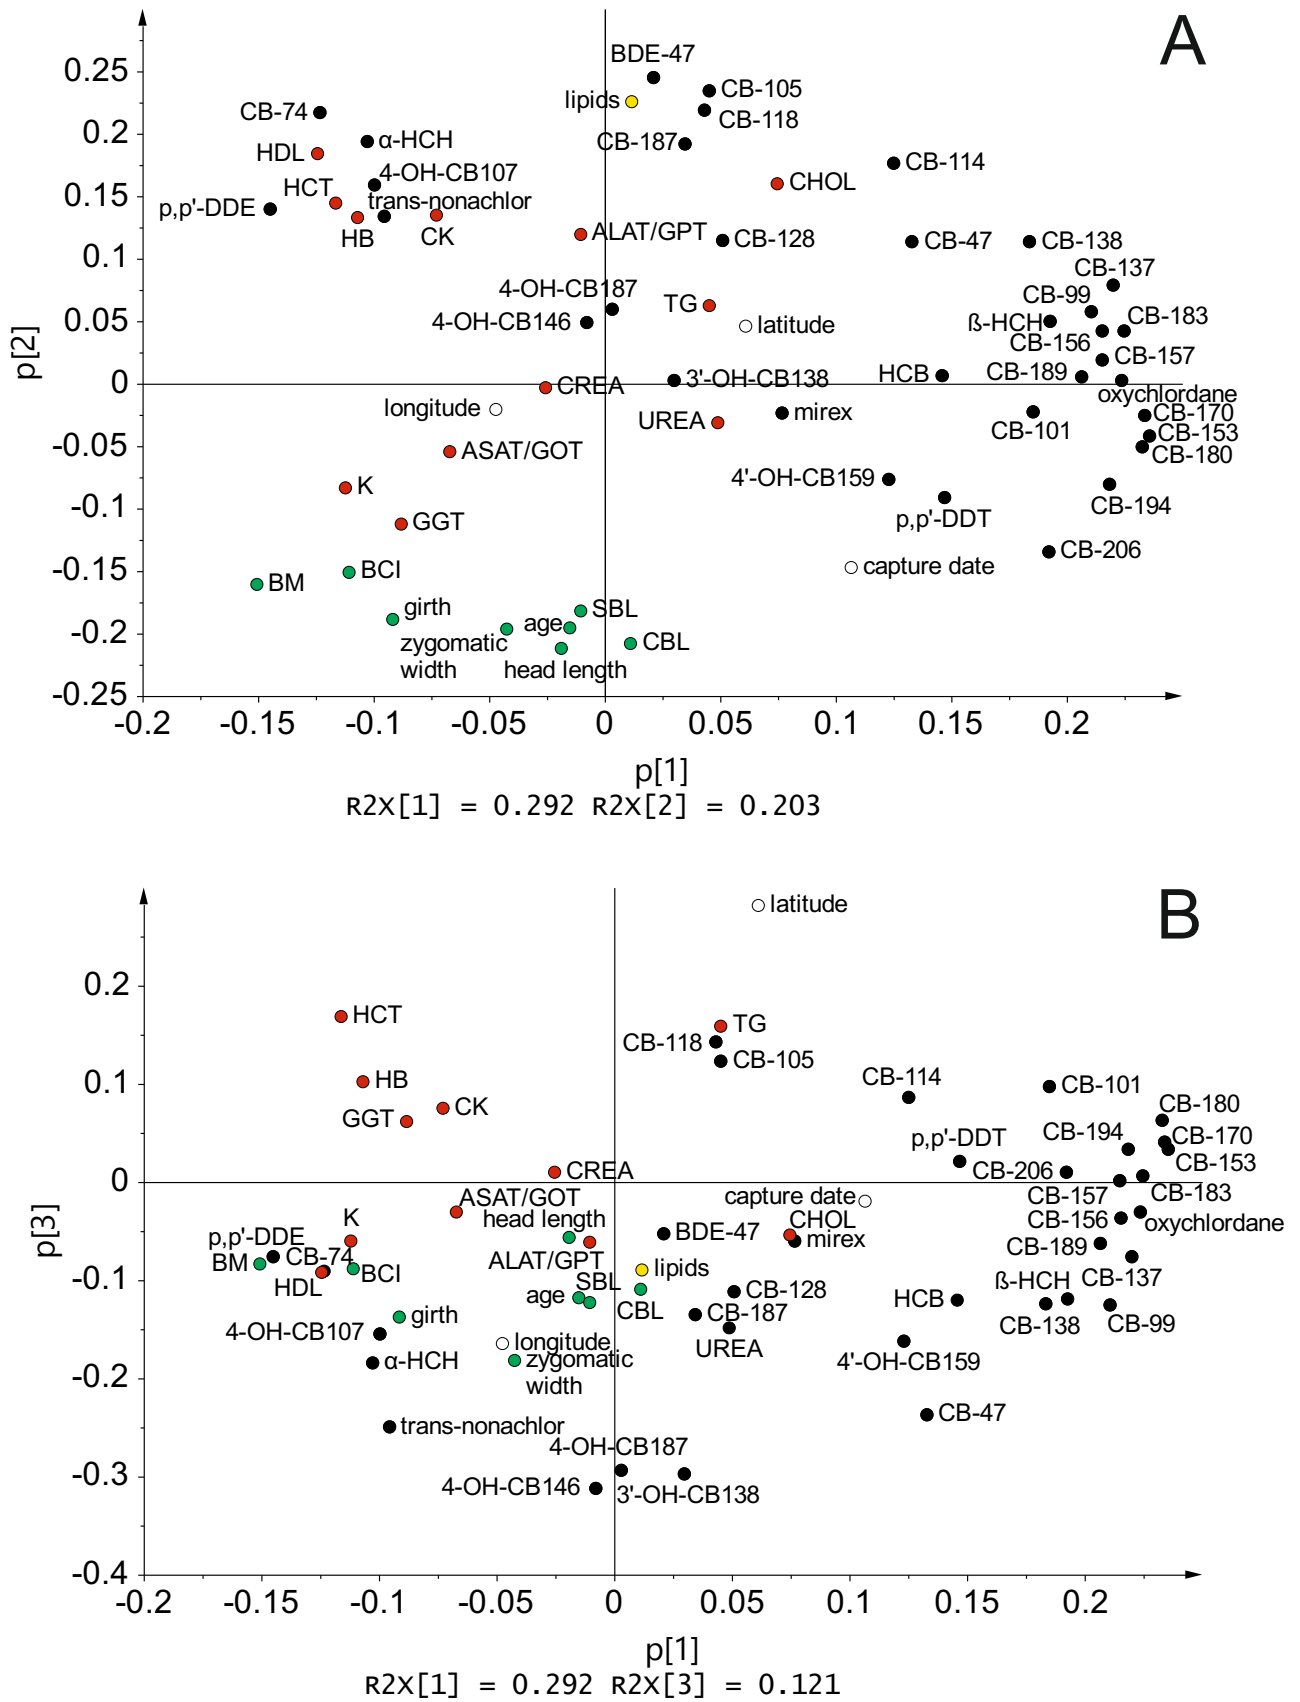 A
BDE-47
0.25
CB-105
lipids
CB-74
CB-118
0.2
α-HCH
CB-187
HDL
CB-114
4-OH-CB107
HCT
CHOL
0.15
trans-nonachlor
p,p'-DDE
HB
CK
ALAT/GPT
CB-128
CB-47
CB-138
0.1
CB-137
4-OH-CB187
CB-99
TG
0.05
4-OH-CB146
latitude
ß-HCH
CB-183
CB-156
CB-157
p[2]
0
CREA
3'-OH-CB138
HCB
CB-189
oxychlordane
longitude
UREA
mirex
CB-170
CB-101
CB-153
-0.05
ASAT/GOT
CB-180
K
4'-OH-CB159
-0.1
GGT
p,p'-DDT
CB-194
CB-206
-0.15
BM
BCI
capture date
girth
SBL
age
-0.2
zygomatic
width
CBL
head length
-0.25
-0.2
-0.15
-0.1
-0.05
0
0.05
0.1
0.15
0.2
p[1]
R2X[1] = 0.292 R2X[2] = 0.203
B
latitude
0.2
HCT
TG
CB-118
CB-105
0.1
HB
CB-114
CB-101
GGT
CK
CB-180
p,p'-DDT
CB-194
CB-170
CB-153
0
CREA
CB-206
CB-183
ASAT/GOT
capture date
CB-157
head length
CHOL
CB-156
oxychlordane
K
p,p'-DDE
BDE-47
mirex
p[3]
BM
CB-74
ALAT/GPT
lipids
CB-189
-0.1
HDL
BCI
SBL
ß-HCH
CB-137
age
CBL
CB-128
HCB
girth
CB-187
CB-138
CB-99
4-OH-CB107
longitude
UREA
α-HCH
zygomatic
width
4'-OH-CB159
-0.2
CB-47
trans-nonachlor
4-OH-CB187
-0.3
4-OH-CB146
3'-OH-CB138
-0.4
-0.2
-0.15
-0.1
-0.05
0
0.05
0.1
0.15
0.2
p[1]
R2X[1] = 0.292 R2X[3] = 0.121